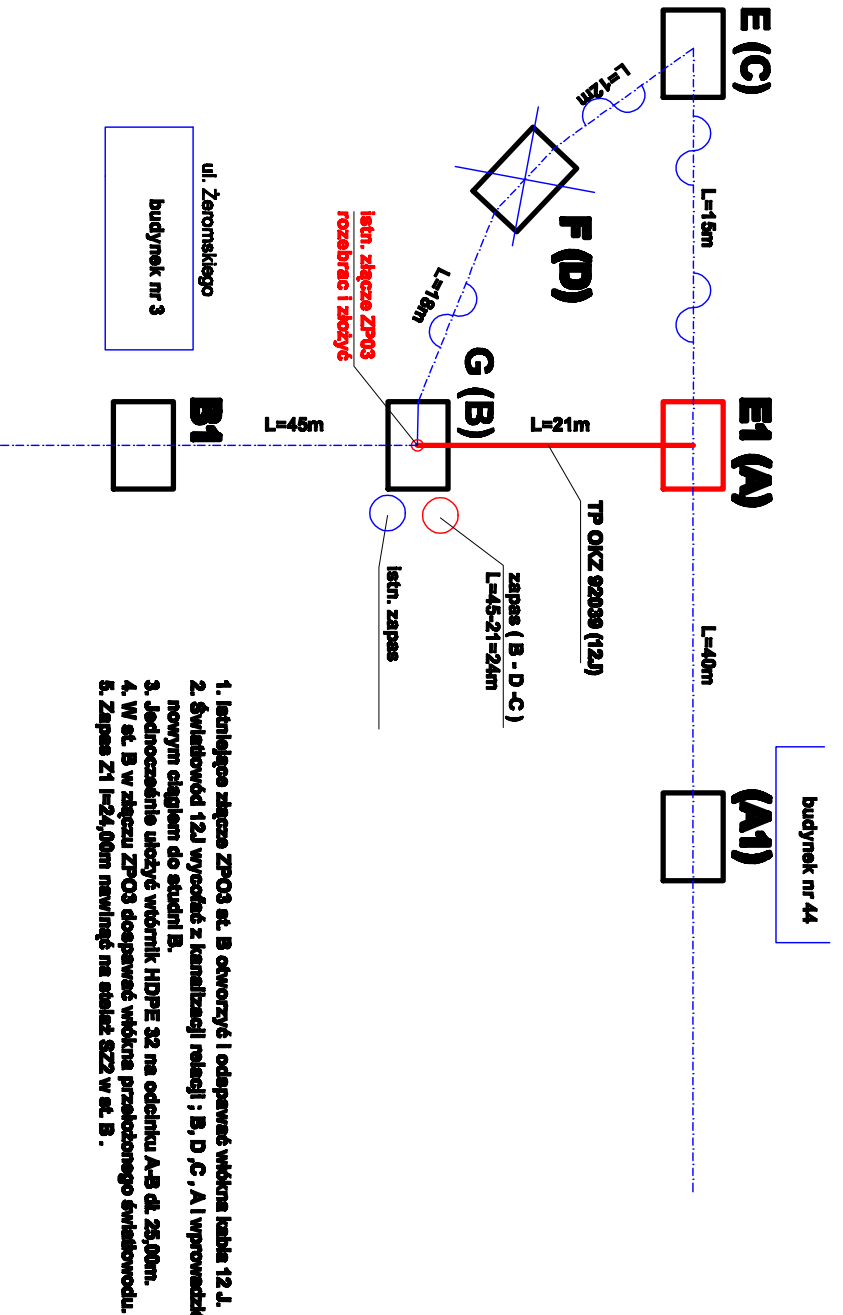 E (C)
L=15m
E1 (A)
L=40m
(A1)
budynek nr 44
L=12m
F (D)
L=18m
G (B)
L=21m
TP OKZ 92039 (12J)
zapas ( B - D -C )
L=45-21=24m
istn. złącze ZP03
rozebrac i złożyć
istn. zapas
L=45m
B1
ul. Żeromskiego
budynek nr 3
1. Istniejące złącze ZPO3 st. B otworzyć i odspawać włókna kabla 12 J.
2. Światłowód 12J wycofać z kanalizacji relacji ; B, D ,C , A i wprowadzić
nowym ciągiem do studni B.
3. Jednocześnie ułożyć wtórnik HDPE 32 na odcinku A-B dł. 25,00m.
4. W st. B w złączu ZPO3 dospawać włókna przełożonego światłowodu.
5. Zapas Z1 l=24,00m nawinąć na stelaż SZ2 w st. B .